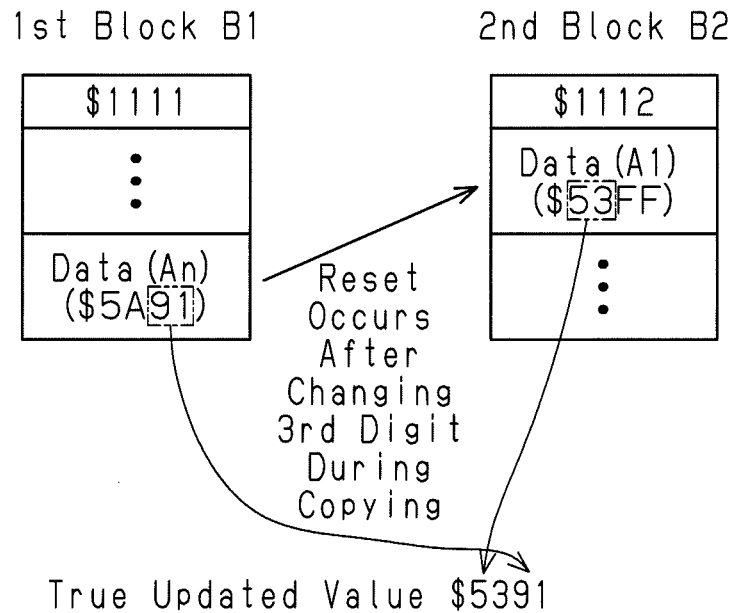 1st Block B1
2nd Block B2
$1111
$1112
Data(A1)
($53FF)
Data(An)
($5A91)
Reset
Occurs
After
Changing
3rd Digit
During
Copying
True Updated Value $5391